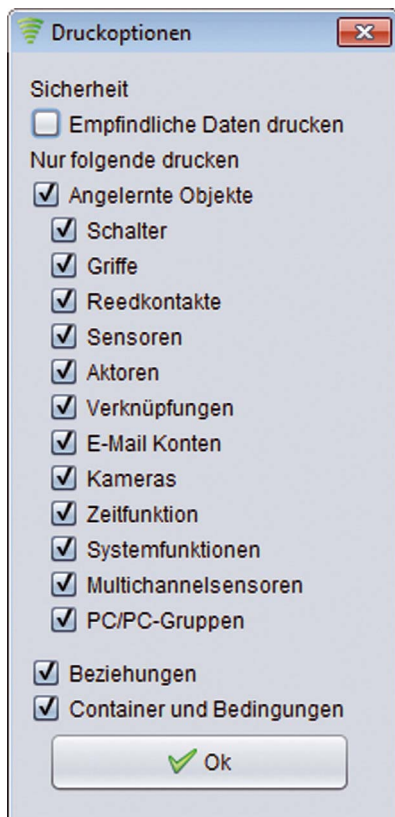 Druckoptionen
Sicherheit
Empfindliche Daten drucken
Nur folgende drucken
Angelernte Objekte
Schalter
Griffe
Reedkontakte
Sensoren
Aktoren
Verknüpfungen
E-Mail Konten
Kameras
Zeitfunktion
Systemfunktionen
Multichannelsensoren
PC/PC-Gruppen
Beziehungen
Container und Bedingungen
Ok